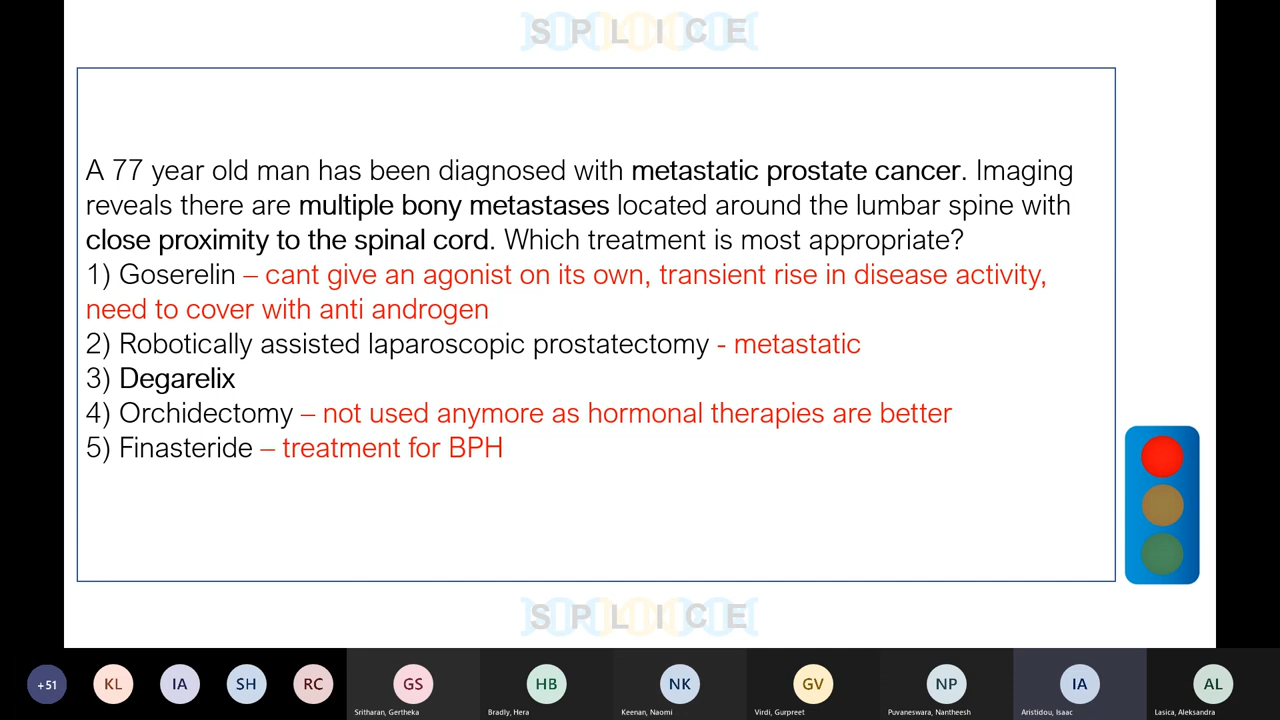 SPLICE
A 77 year old man has been diagnosed with metastatic prostate cancer. Imaging
reveals there are multiple bony metastases located around the lumbar spine with
close proximity to the spinal cord. Which treatment is most appropriate?
1) Goserelin – cant give an agonist on its own, transient rise in disease activity,
need to cover with anti androgen
2) Robotically assisted laparoscopic prostatectomy - metastatic
3) Degarelix
4) Orchidectomy – not used anymore as hormonal therapies are better
5) Finasteride – treatment for BPH
SPLICE
+51 KL IA SH RC GS HB NK GV NP IA AL
Sritharan, Gertheka Bradly, Hera Keenan, Naomi Virdi, Gurpreet Puvaneswara, Nantheesh Aristidou, Isaac Lasica, Aleksandra